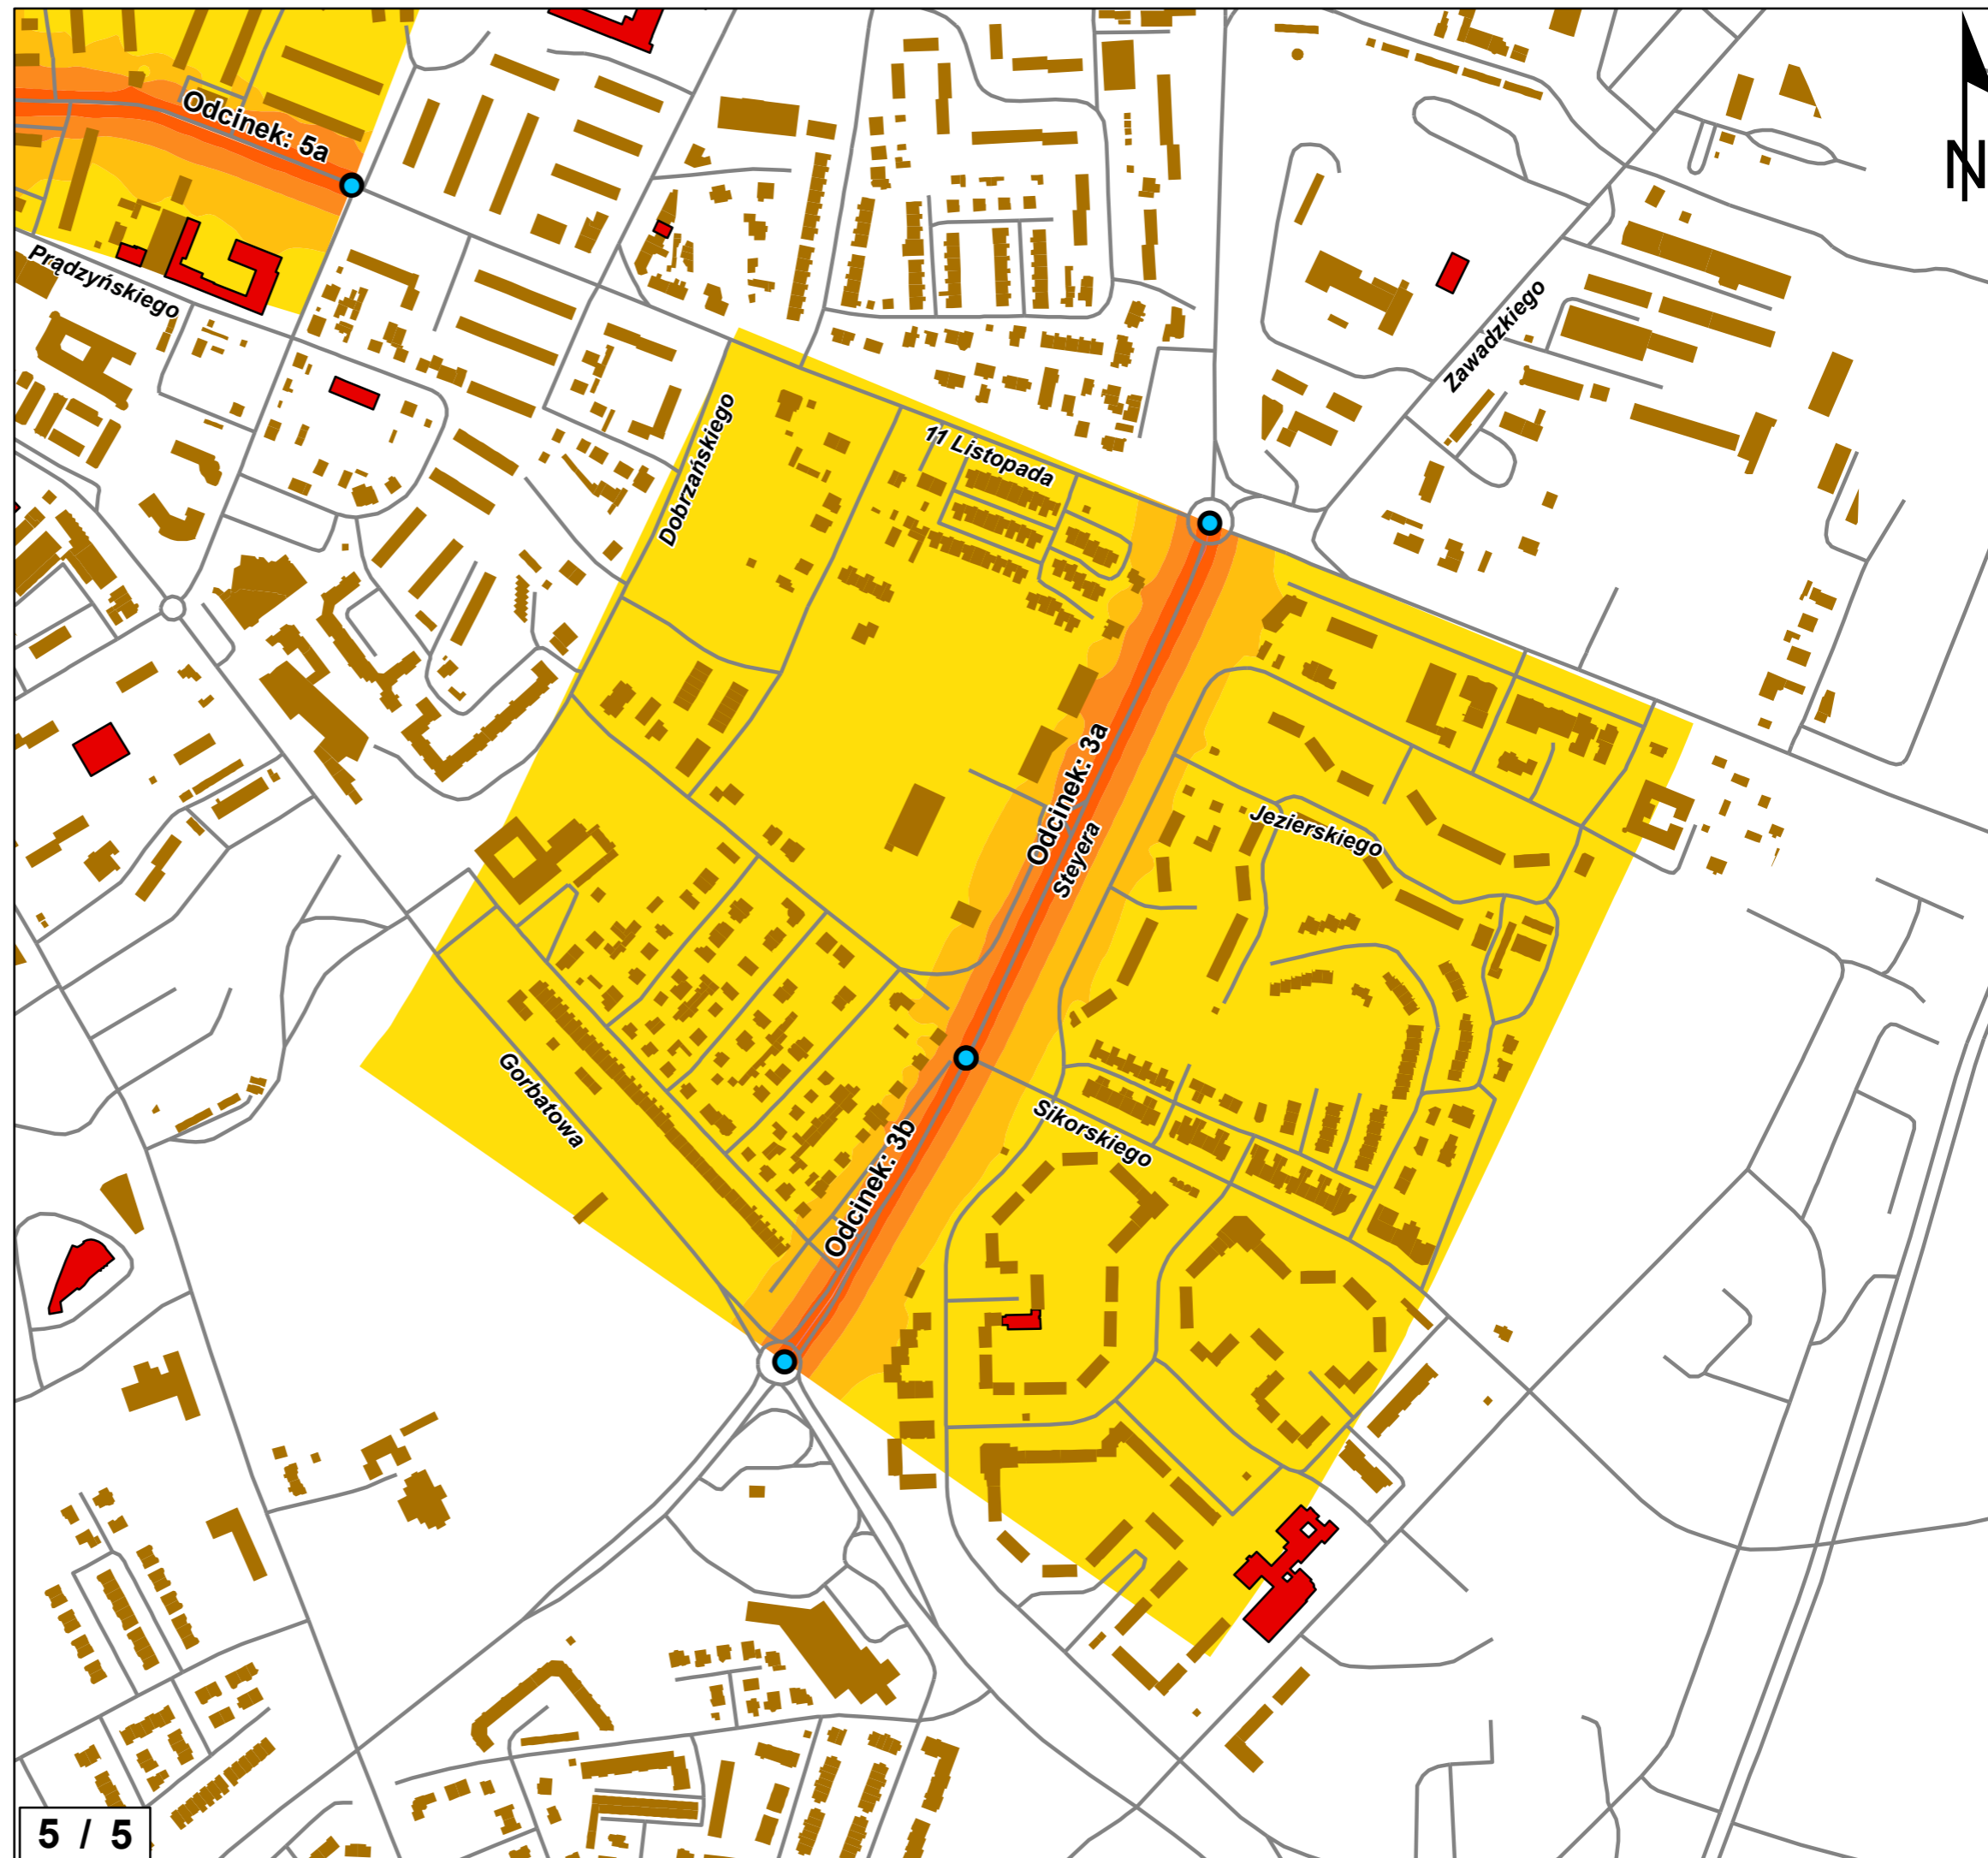 Odcinek: 5a
N
Prądzyńskiego
Zawadzkiego
Dobrzańskiego
11 Listopada
Odcinek: 3a
Steyera
Jezierskiego
Gorbatowa
Sikorskiego
Odcinek: 3b
5 / 5